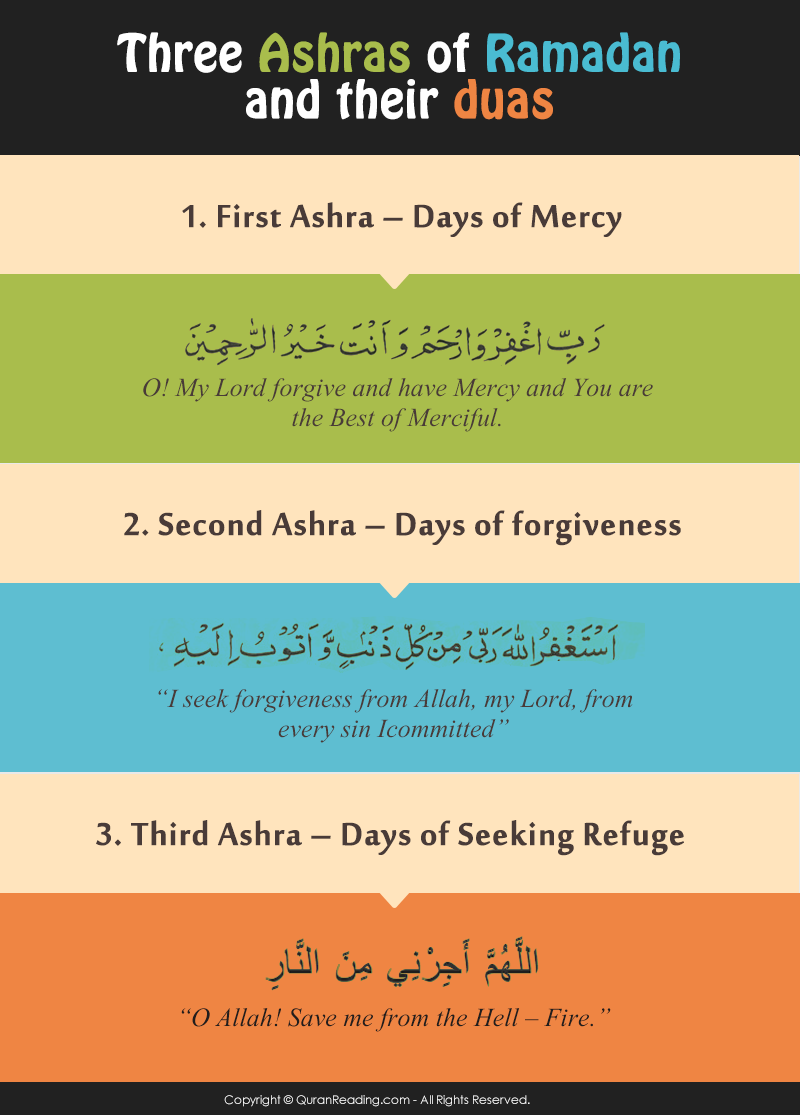 Three Ashras of Ramadan
and their duas
1. First Ashra – Days of Mercy
رَبِّ اغْفِرْ وَارْحَمْ وَ اَنْتَ خَيْرُ الرّٰحِمِيْنَ
O! My Lord forgive and have Mercy and You are
the Best of Merciful.
2. Second Ashra – Days of forgiveness
اَسْتَغْفِرُ اللهَ رَبِّىْ مِنْ كُلِّ ذَنْۢبٍ وَّ اَتُوْبُ اِلَيْهِ
“I seek forgiveness from Allah, my Lord, from
every sin Icommitted”
3. Third Ashra – Days of Seeking Refuge
اللَّهُمَّ أَجِرْنِي مِنَ النَّارِ
“O Allah! Save me from the Hell – Fire.”
Copyright © QuranReading.com - All Rights Reserved.